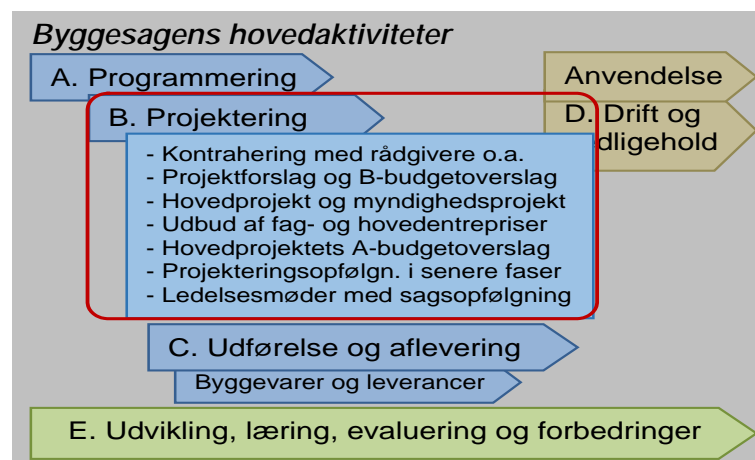 Byggesagens hovedaktiviteter
A. Programmering
Anvendelse
B. Projektering
D. Drift og
dligehold
- Kontrahering med rådgivere o.a.
- Projektforslag og B-budgetoverslag
- Hovedprojekt og myndighedsprojekt
- Udbud af fag- og hovedentrepriser
- Hovedprojektets A-budgetoverslag
- Projekteringsopfølgn. i senere faser
- Ledelsesmøder med sagsopfølgning
C. Udførelse og aflevering
Byggevarer og leverancer
E. Udvikling, læring, evaluering og forbedringer